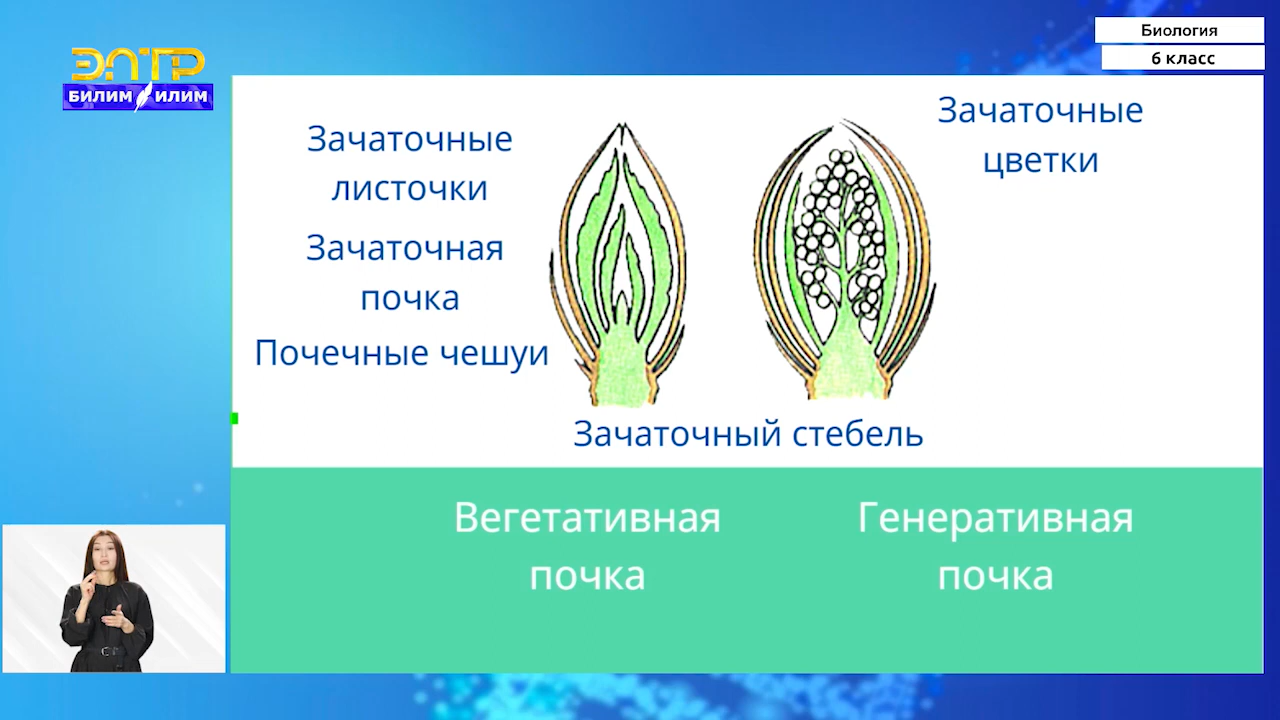 Биология
6 класс
ЭЛТР
БИЛИМ ИЛИМ
Зачаточные
листочки
Зачаточная
почка
Почечные чешуи
Зачаточные
цветки
Зачаточный стебель
Вегетативная
почка
Генеративная
почка